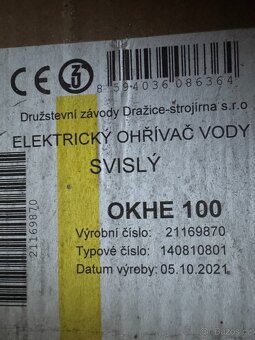 CE
8 594036 086364
Družstevní závody Dražice-strojírna s.r.o
ELEKTRICKÝ OHŘÍVAČ VODY
SVISLÝ
OKHE 100
Výrobní číslo: 21169870
Typové číslo: 140810801
Datum výreby: 05.10.2021
21169870